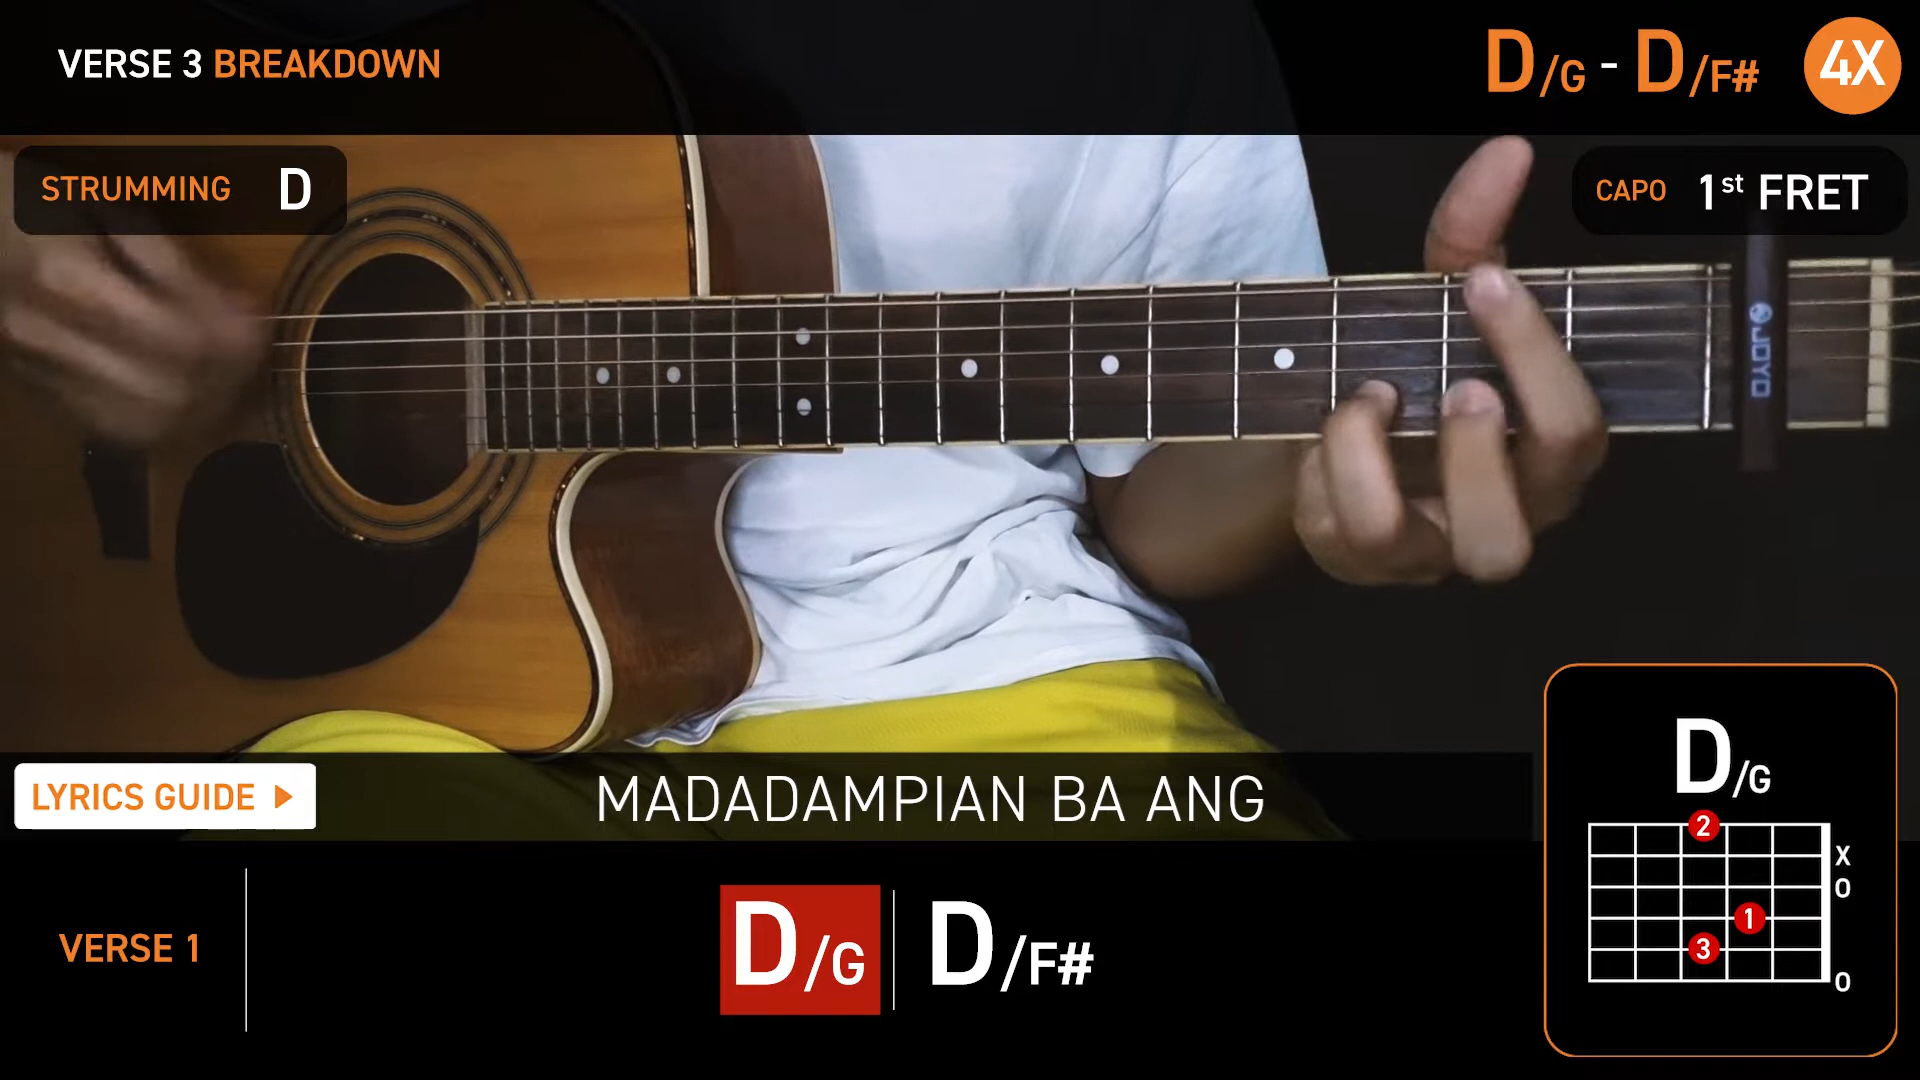 VERSE 3 BREAKDOWN
D/G - D/F# 4X
STRUMMING D
CAPO 1st FRET
JOYO
LYRICS GUIDE
MADADAMPIAN BA ANG
D/G
2
X
O
1
3
O
VERSE 1
D/G D/F#